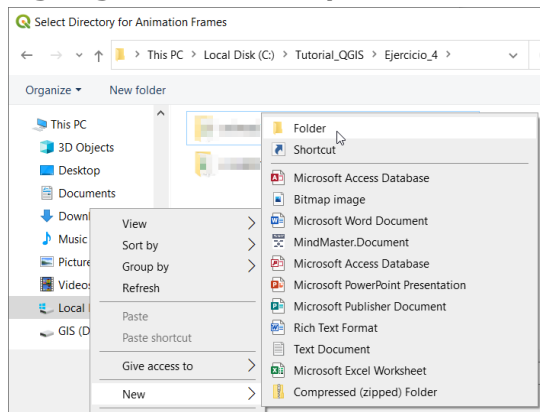 Select Directory for Animation Frames
This PC > Local Disk (C:) > Tutorial_QGIS > Ejercicio_4 >
Organize New folder
This PC
3D Objects
Desktop
Documents
Downl
Music
Picture
Videos
Local
GIS (D
View
Sort by
Group by
Refresh
Paste
Paste shortcut
Give access to
New
Folder
Shortcut
Microsoft Access Database
Bitmap image
Microsoft Word Document
MindMaster.Document
Microsoft Access Database
Microsoft PowerPoint Presentation
Microsoft Publisher Document
Rich Text Format
Text Document
Microsoft Excel Worksheet
Compressed (zipped) Folder